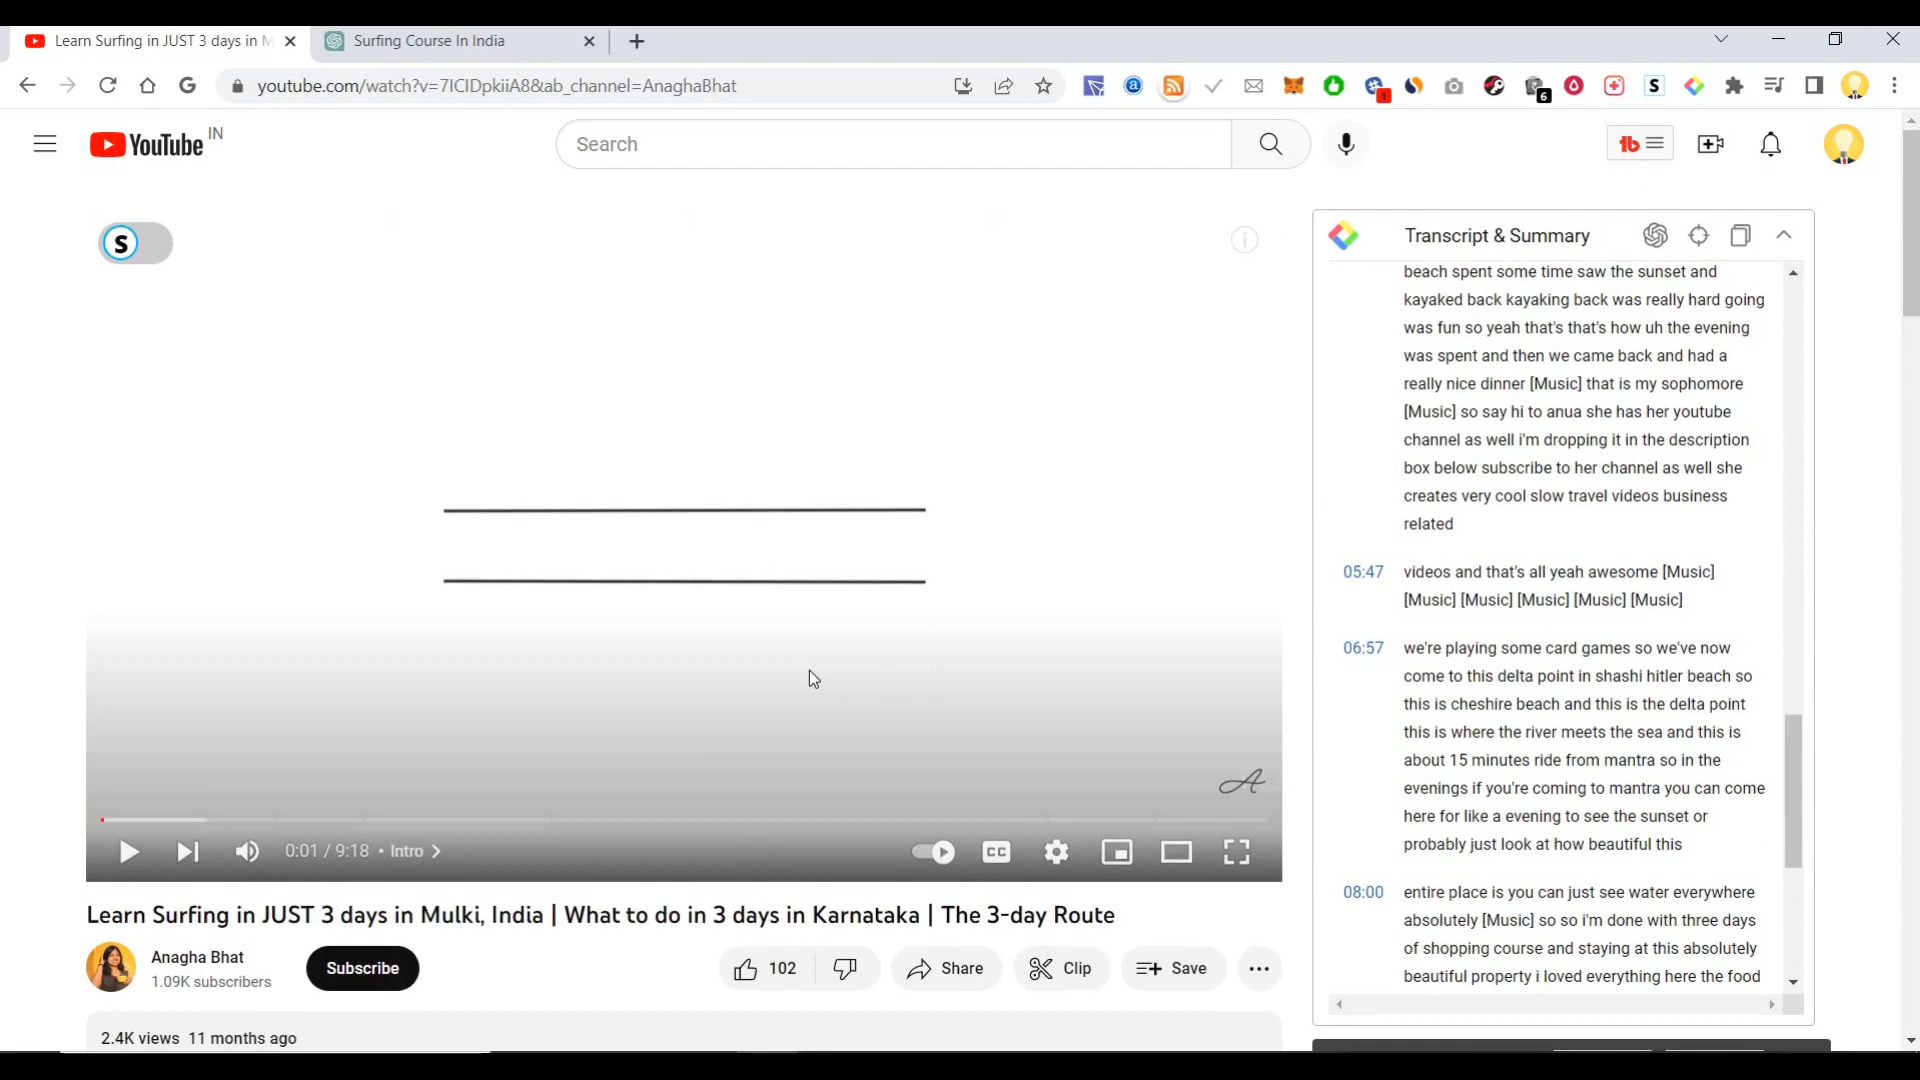 Learn Surfing in JUST 3 days in M
Surfing Course In India
youtube.com/watch?v=7ICIDpkiiA8&ab_channel=AnaghaBhat
1
6
S
YouTube IN
Search
tb
S
Transcript & Summary
beach spent some time saw the sunset and
kayaked back kayaking back was really hard going
was fun so yeah that's that's how uh the evening
was spent and then we came back and had a
really nice dinner [Music] that is my sophomore
[Music] so say hi to anua she has her youtube
channel as well i'm dropping it in the description
box below subscribe to her channel as well she
creates very cool slow travel videos business
related
05:47 videos and that's all yeah awesome [Music]
[Music] [Music] [Music] [Music] [Music]
06:57 we're playing some card games so we've now
come to this delta point in shashi hitler beach so
this is cheshire beach and this is the delta point
this is where the river meets the sea and this is
about 15 minutes ride from mantra so in the
evenings if you're coming to mantra you can come
here for like a evening to see the sunset or
probably just look at how beautiful this
08:00 entire place is you can just see water everywhere
absolutely [Music] so so i'm done with three days
of shopping course and staying at this absolutely
beautiful property i loved everything here the food
0:01 / 9:18 • Intro
CC
Learn Surfing in JUST 3 days in Mulki, India | What to do in 3 days in Karnataka | The 3-day Route
Anagha Bhat
1.09K subscribers
Subscribe
102
Share
Clip
Save
2.4K views 11 months ago